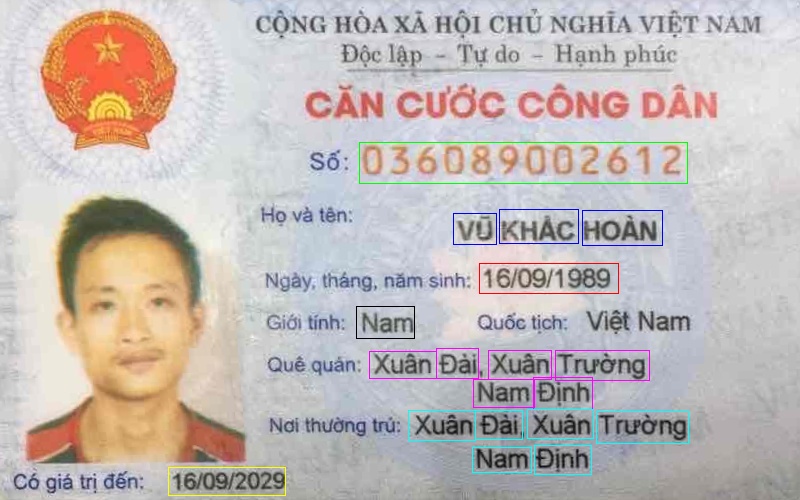 CỘNG HÒA XÃ HỘI CHỦ NGHĨA VIỆT NAM
Độc lập - Tự do - Hạnh phúc
CĂN CƯỚC CÔNG DÂN
Số: 036089002612
Họ và tên: VŨ KHẮC HOÀN
Ngày, tháng, năm sinh: 16/09/1989
Giới tính: Nam Quốc tịch: Việt Nam
Quê quán: Xuân Đài, Xuân Trường
Nam Định
Nơi thường trú: Xuân Đài, Xuân Trường
Nam Định
Có giá trị đến: 16/09/2029